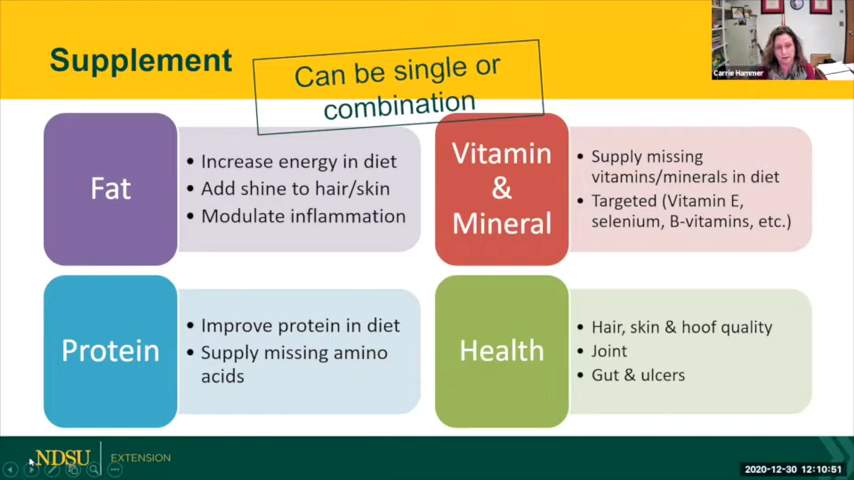 Supplement
Can be single or
combination
Carrie Hammer
Fat
• Increase energy in diet
• Add shine to hair/skin
• Modulate inflammation
Vitamin
&
Mineral
• Supply missing
vitamins/minerals in diet
• Targeted (Vitamin E,
selenium, B-vitamins, etc.)
Protein
• Improve protein in diet
• Supply missing amino
acids
Health
• Hair, skin & hoof quality
• Joint
• Gut & ulcers
NDSU EXTENSION
2020-12-30 12:10:51